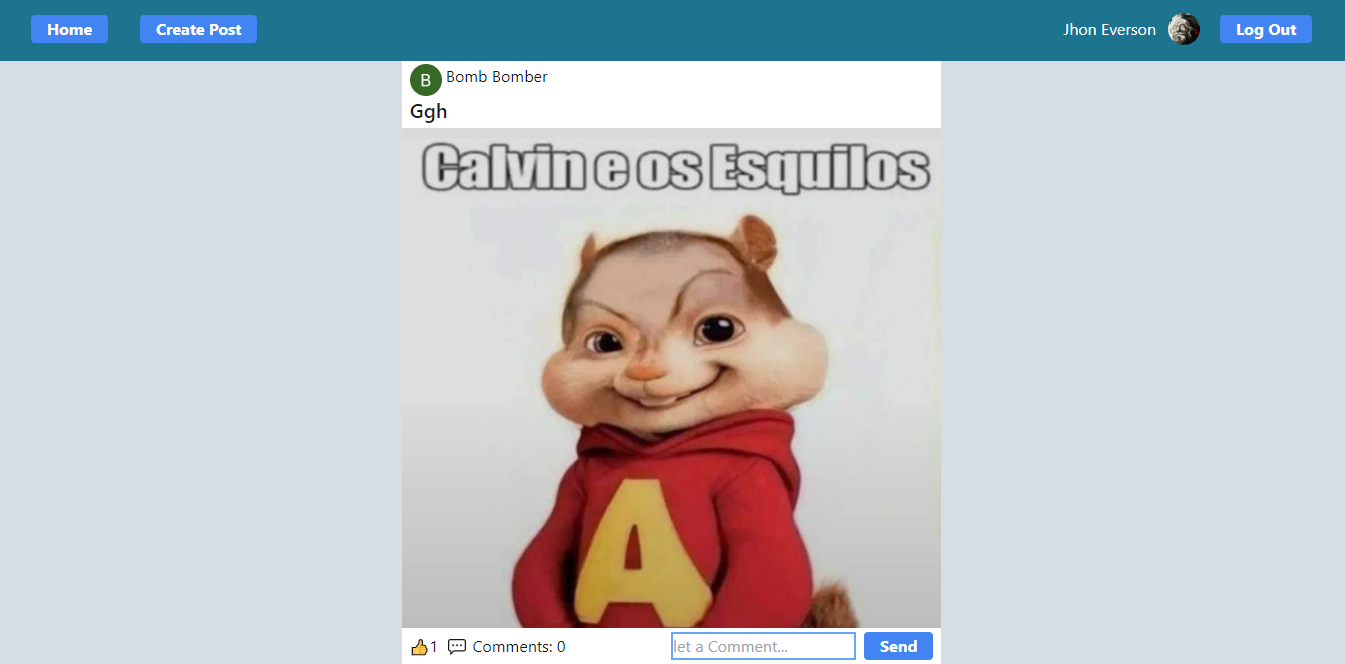 Home Create Post Jhon Everson Log Out
B Bomb Bomber
Ggh
Calvin e os Esquilos
A
1 Comments: 0 let a Comment... Send